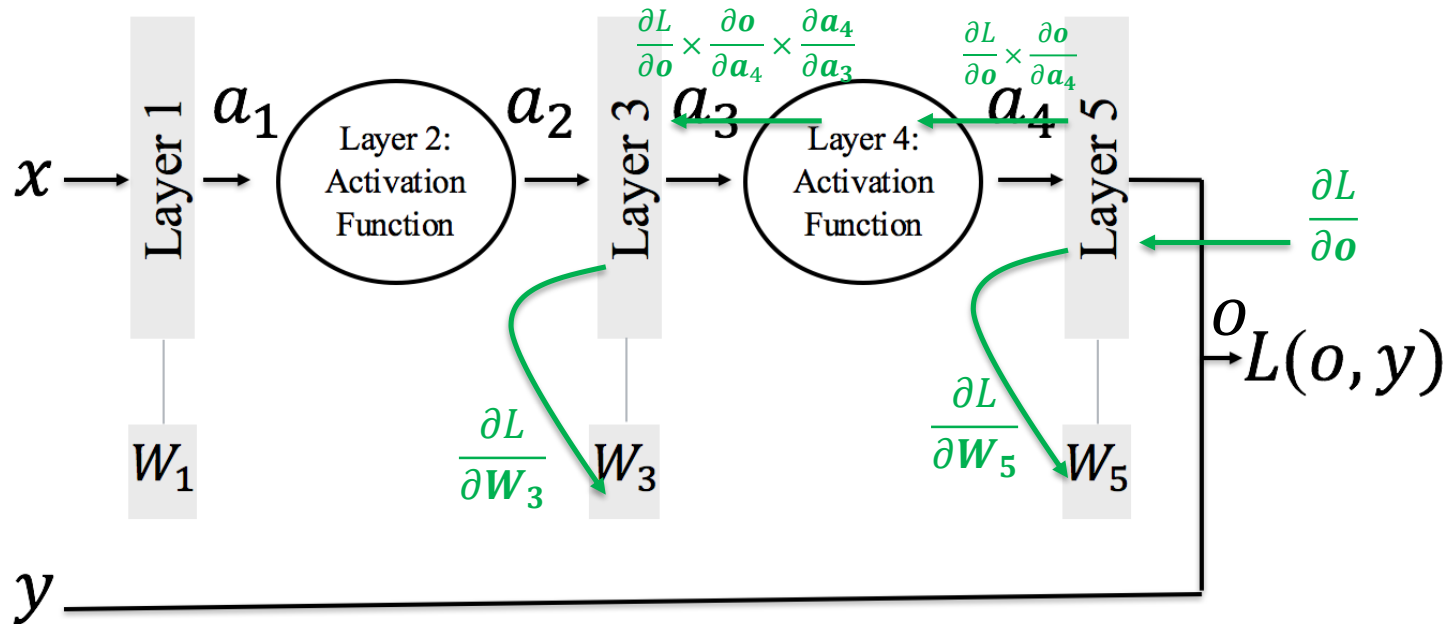 ∂L/∂o × ∂o/∂a₄ × ∂a₄/∂a₃
∂L/∂o × ∂o/∂a₄
a₁
a₂
a₃
a₄
x
Layer 1
Layer 2:
Activation
Function
Layer 3
Layer 4:
Activation
Function
Layer 5
∂L/∂o
o
L(o, y)
∂L/∂W₃
∂L/∂W₅
W₁
W₃
W₅
y